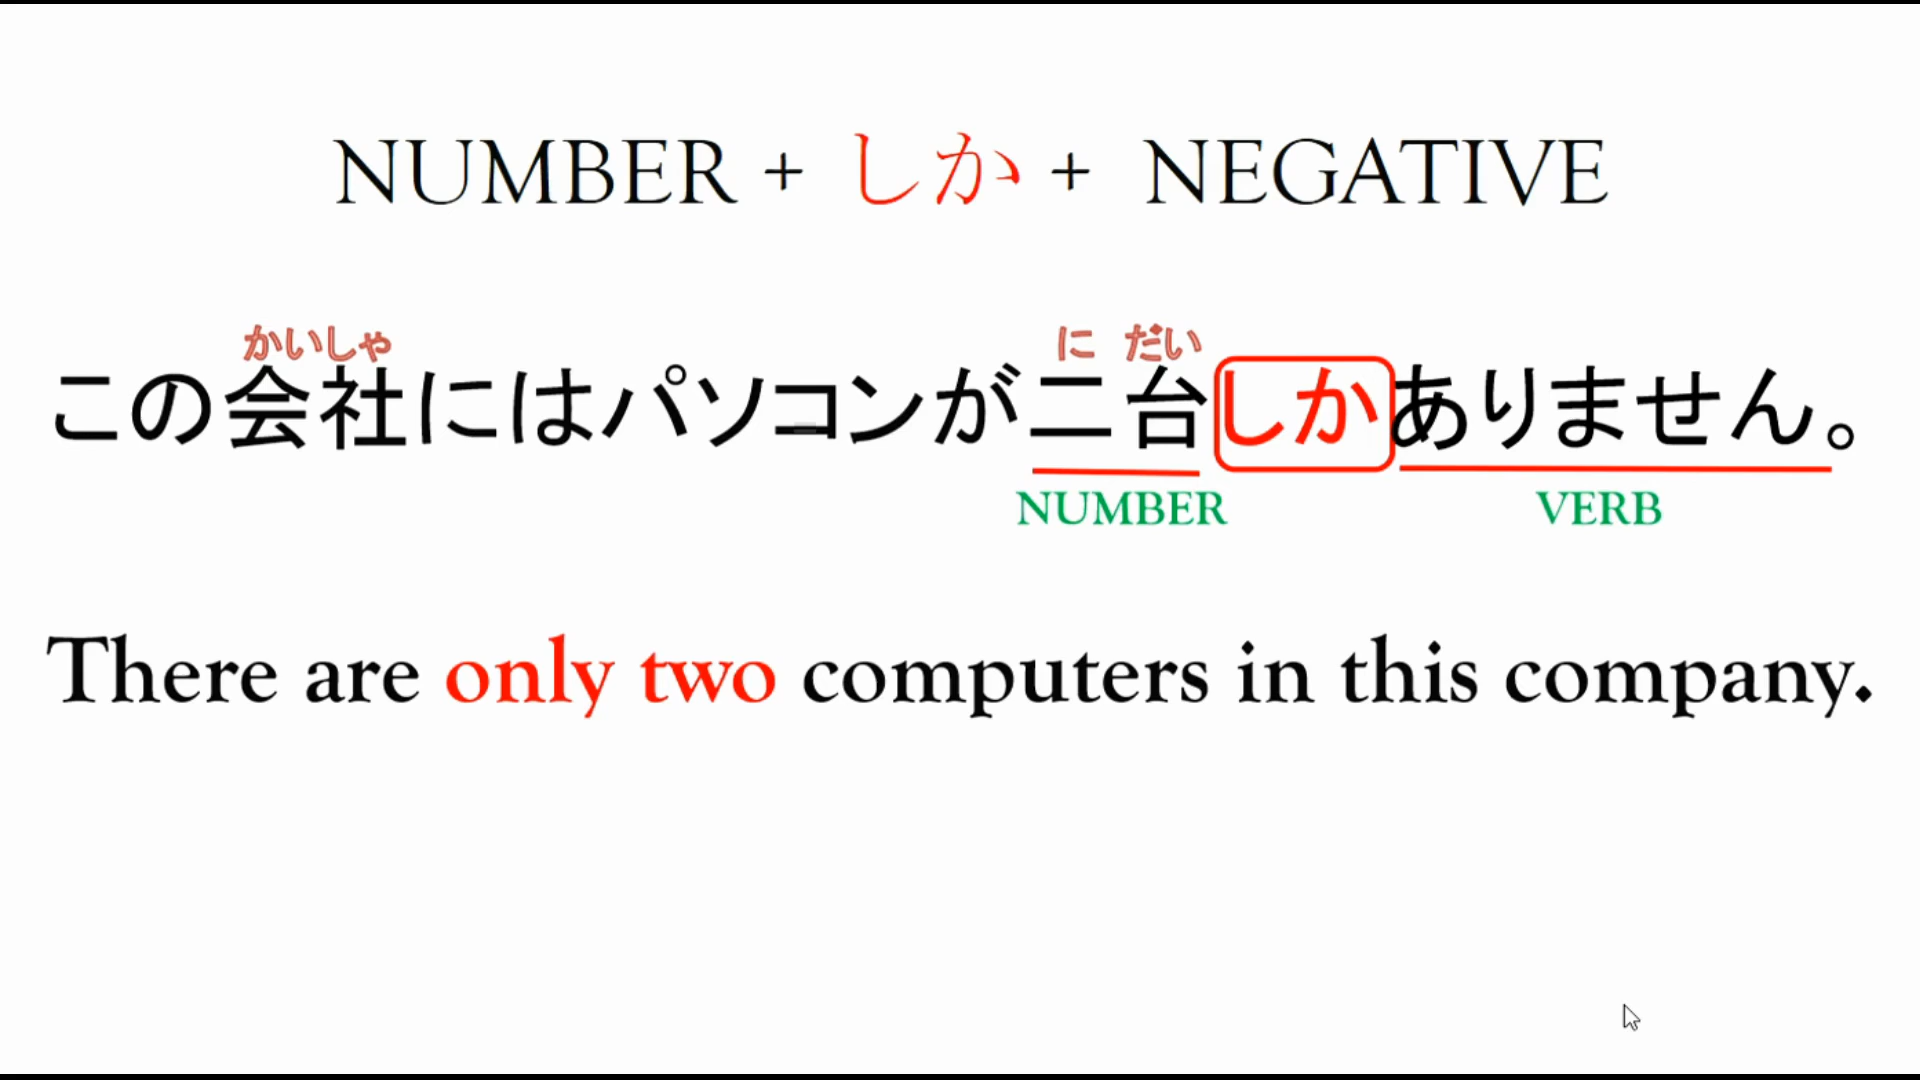 NUMBER + しか + NEGATIVE
かいしゃ に だい
この会社にはパソコンが二台しかありません。
NUMBER VERB
There are only two computers in this company.